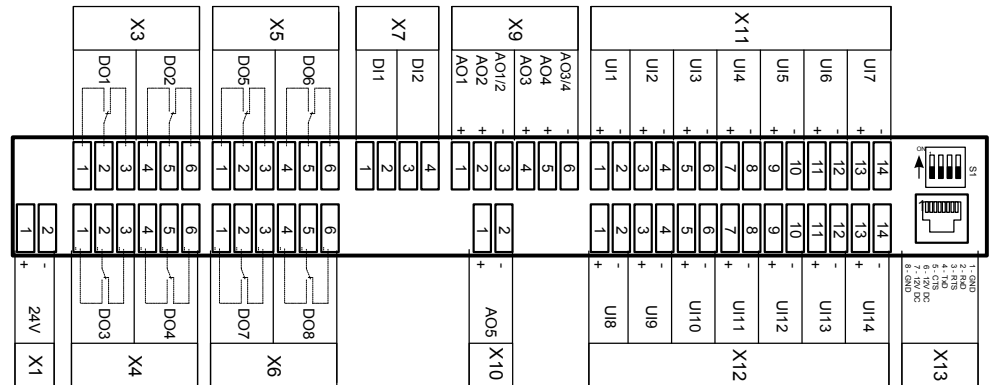 X3 X5 X7 X9 X11
DO1 DO2 DO5 DO6 DI1 DI2 AO1 AO2 AO1/2 AO3 AO4 AO3/4 UI1 UI2 UI3 UI4 UI5 UI6 UI7
+ + - + + - + - + - + - + - + - + - + -
1 2 3 4 5 6 1 2 3 4 5 6 1 2 3 4 1 2 3 4 5 6 1 2 3 4 5 6 7 8 9 10 11 12 13 14
ON
S1
1 2 1 2 3 4 5 6 1 2 3 4 5 6 1 2 1 2 3 4 5 6 7 8 9 10 11 12 13 14
1
+ - + - + - + - + - + - + - + - + -
24V DO3 DO4 DO7 DO8 AO5 UI8 UI9 UI10 UI11 UI12 UI13 UI14
1 - GND
2 - RxD
3 - RTS
4 - TxD
5 - CTS
6 - 12V DC
7 - 12V DC
8 - GND
X1 X4 X6 X10 X12 X13